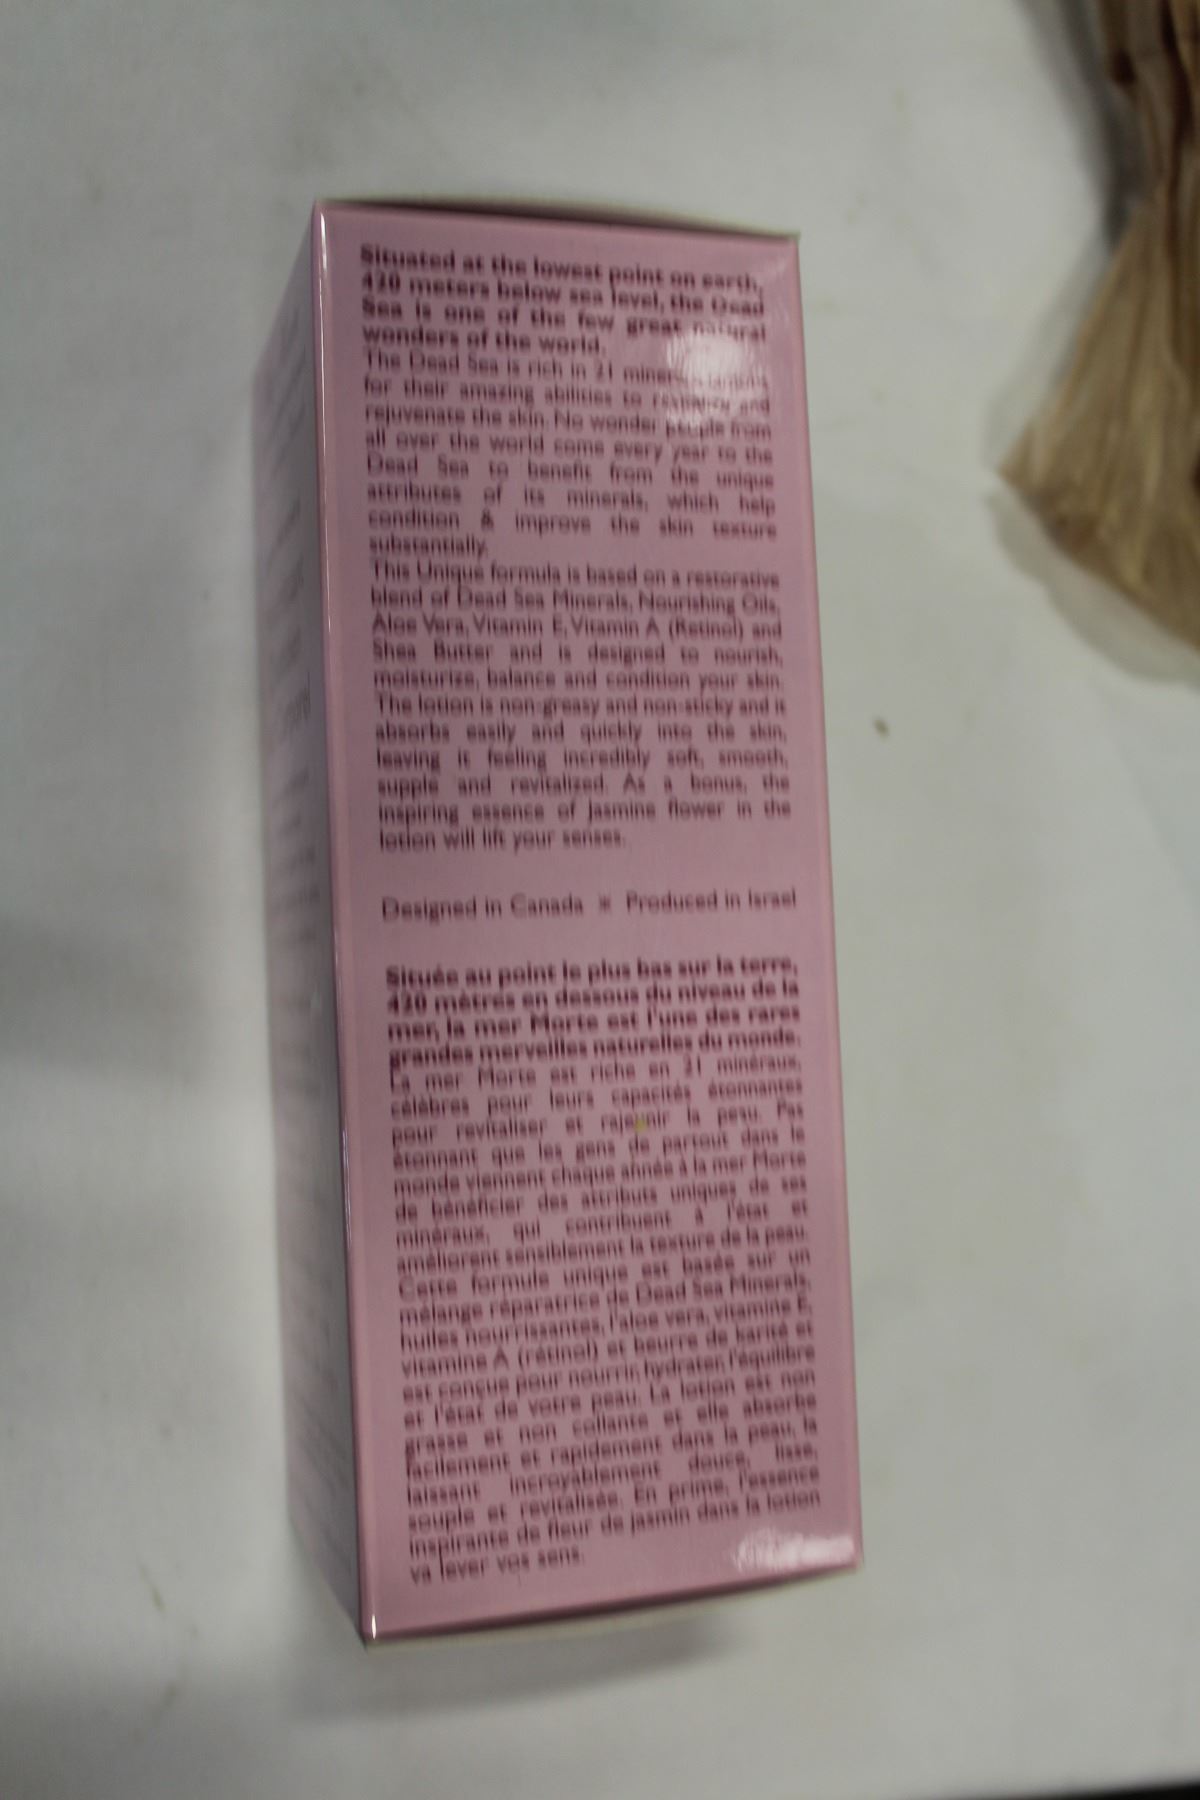 Situated at the lowest point on earth,
420 meters below sea level, the Dead
Sea is one of the few great natural
wonders of the world.
The Dead Sea is rich in 21 minerals
for their amazing abilities to revitalize and
rejuvenate the skin. No wonder people from
all over the world come every year to the
Dead Sea to benefit from the unique
attributes of its minerals, which help
condition & improve the skin texture
substantially.
This Unique formula is based on a restorative
blend of Dead Sea Minerals, Nourishing Oils,
Aloe Vera, Vitamin E, Vitamin A (Retinol) and
Shea Butter and is designed to nourish,
moisturize, balance and condition your skin.
The lotion is non-greasy and non-sticky and is
absorbs easily and quickly into the skin,
leaving it feeling incredibly soft, smooth,
supple and revitalized. As a bonus, the
inspiring essence of Jasmine flower in the
lotion will lift your senses.
Designed in Canada * Produced in Israel
Située au point le plus bas sur la terre,
420 mètres en dessous du niveau de la
mer, la mer Morte est l'une des rares
grandes merveilles naturelles du monde.
La mer Morte est riche en 21 minéraux,
célèbres pour leurs capacités étonnantes
pour revitaliser et rajeunir la peau. Pas
étonnant que les gens de partout dans le
monde viennent chaque année à la mer Morte
de bénéficier des attributs uniques de ses
minéraux, qui contribuent à l'état et
améliorent sensiblement la texture de la peau.
Cette formule unique est basée sur un
mélange réparatrice de Dead Sea Minerals,
huiles nourrissantes, l'aloe vera, vitamine E,
vitamine A (rétinol) et beurre de karité et
est conçue pour nourrir, hydrater, l'équilibre
et l'état de votre peau. La lotion est non
grasse et non collante et elle absorbe
facilement et rapidement dans la peau, la
laissant incroyablement douce, lisse,
souple et revitalisée. En prime, l'essence
inspirante de fleur de jasmin dans la lotion
va lever vos sens.